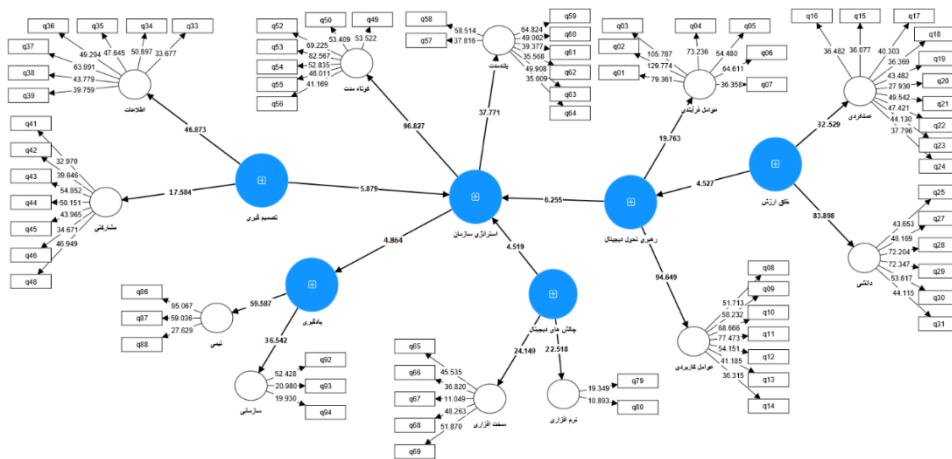 q36
q35
q34
q33
q37
q38
q39
49.294
47.645
50.897
33.677
63.991
43.779
39.759
اطلاعات
q52
q50
q49
q53
q54
q55
q56
69.225
53.409
53.522
62.567
52.835
46.011
41.169
کوتاه مدت
q58
q57
58.514
37.816
q59
q60
q61
q62
q63
q64
64.824
49.002
39.377
35.568
49.908
35.609
بلندمدت
q03
q02
q01
q04
q05
q06
q07
105.787
129.774
79.361
73.236
54.480
64.611
36.358
عوامل فرآیندی
q16
q15
q17
q18
q19
q20
q21
q22
q23
q24
36.482
36.077
40.303
36.369
43.482
27.930
49.542
47.421
44.130
37.796
عملکردی
46.873
96.827
37.771
19.763
32.529
q41
q42
q43
q44
q45
q46
q48
32.970
39.646
54.852
50.151
43.965
34.671
46.949
مشارکتی
17.584
تصمیم گیری
5.879
استراتژی سازمان
6.255
رهبری تحول دیجیتال
4.527
خلق ارزش
83.898
q25
q27
q28
q29
q30
q31
43.653
48.169
72.204
72.347
53.617
44.115
دانشی
4.864
4.519
94.649
q86
q87
q88
95.067
59.036
27.629
تیمی
59.587
یادگیری
36.542
q92
q93
q94
52.428
20.980
19.930
سازمانی
چالش های دیجیتال
24.149
22.518
q65
q66
q67
q68
q69
45.535
36.820
11.049
48.263
51.870
سخت افزاری
q79
q80
19.349
10.893
نرم افزاری
q08
q09
q10
q11
q12
q13
q14
51.713
58.232
68.666
77.473
54.151
41.185
36.315
عوامل کاربردی